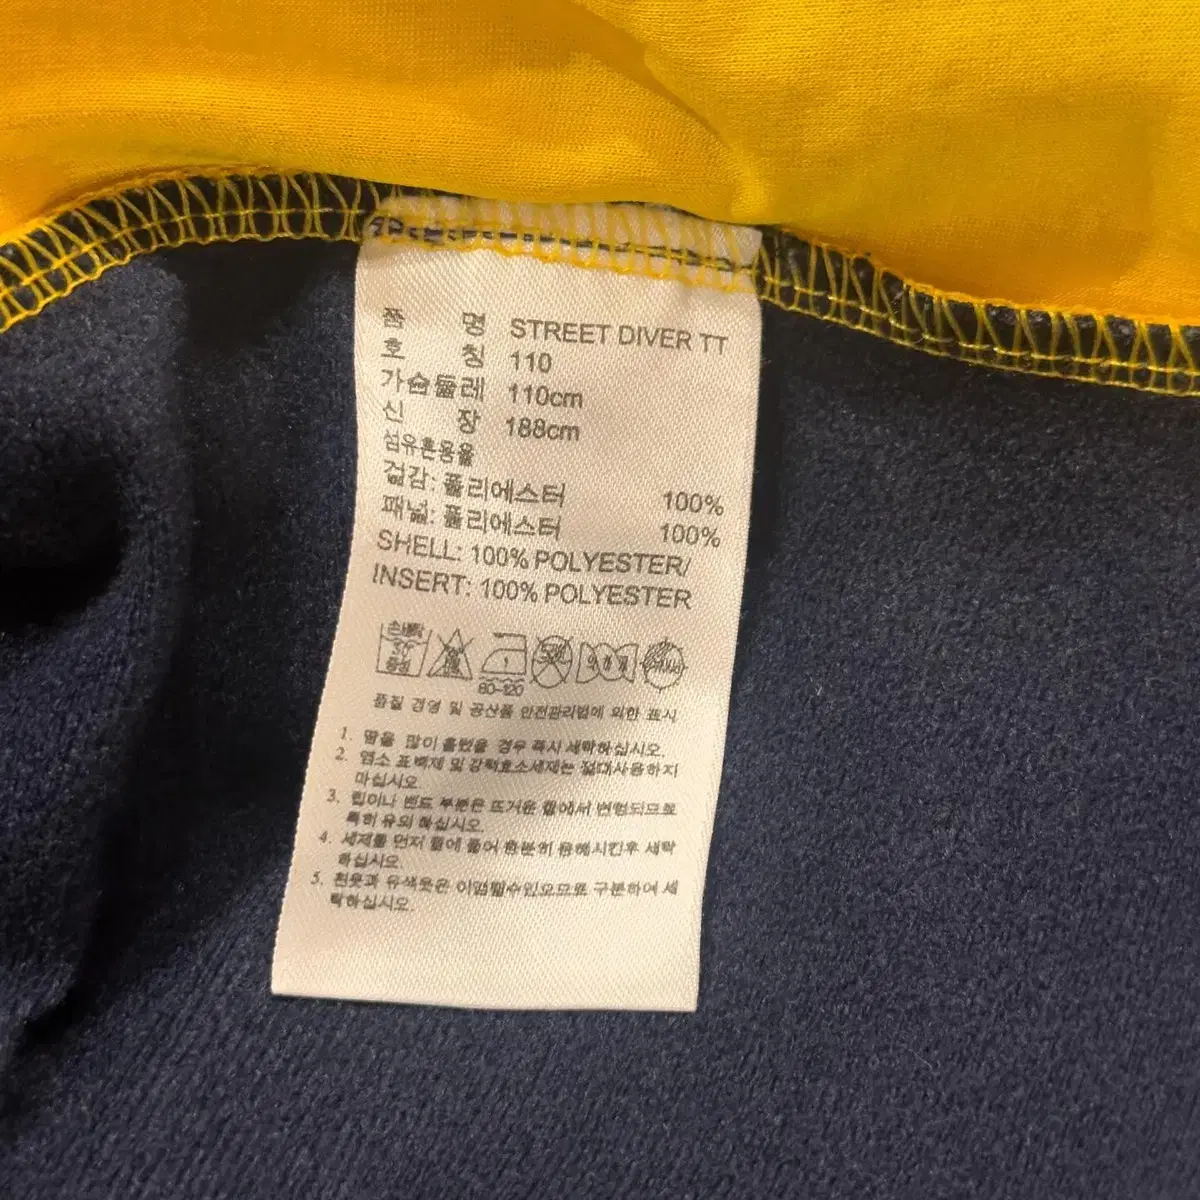 품 명 STREET DIVER TT
호 칭 110
가슴둘레 110cm
신 장 188cm
섬유혼용율
겉감: 폴리에스터 100%
패널: 폴리에스터 100%
SHELL: 100% POLYESTER/
INSERT: 100% POLYESTER
손세탁
30°
중성
80-120
품질 경영 및 공산품 안전관리법에 의한 표시
1. 땀을 많이 흘렸을 경우 즉시 세탁하십시오.
2. 염소 표백제 및 강력효소세제는 절대사용하지
마십시오.
3. 립이나 밴드 부분은 뜨거운 물에서 변형되므로
특히 유의 하십시오.
4. 세제를 먼저 물에 풀어 충분히 용해시킨후 세탁
하십시오.
5. 흰옷과 유색옷은 이염될수있으므로 구분하여 세
탁하십시오.